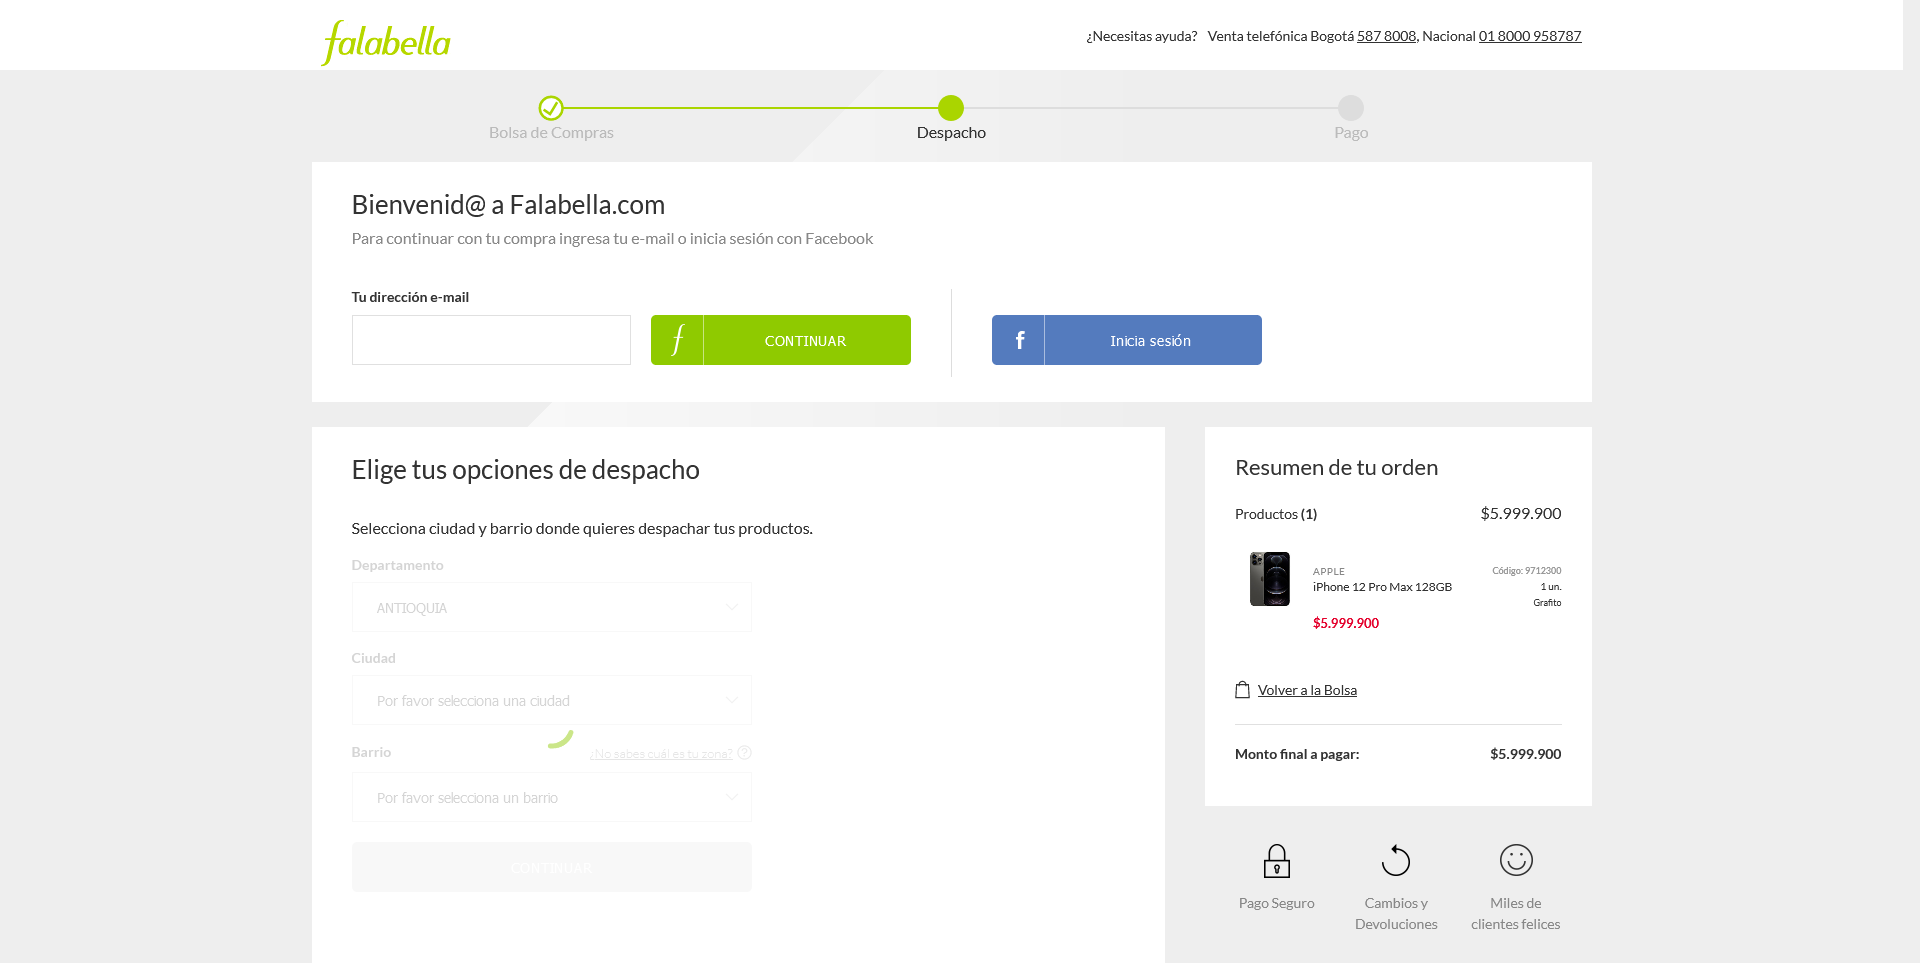 falabella
¿Necesitas ayuda? Venta telefónica Bogotá 587 8008, Nacional 01 8000 958787
Bolsa de Compras
Despacho
Pago
Bienvenid@ a Falabella.com
Para continuar con tu compra ingresa tu e-mail o inicia sesión con Facebook
Tu dirección e-mail
f CONTINUAR
f Inicia sesión
Elige tus opciones de despacho
Selecciona ciudad y barrio donde quieres despachar tus productos.
Departamento
ANTIOQUIA
Ciudad
Por favor selecciona una ciudad
Barrio
¿No sabes cuál es tu zona? ?
Por favor selecciona un barrio
CONTINUAR
Resumen de tu orden
Productos (1) $5.999.900
APPLE
iPhone 12 Pro Max 128GB
$5.999.900
Código: 9712300
1 un.
Grafito
Volver a la Bolsa
Monto final a pagar: $5.999.900
Pago Seguro
Cambios y
Devoluciones
Miles de
clientes felices